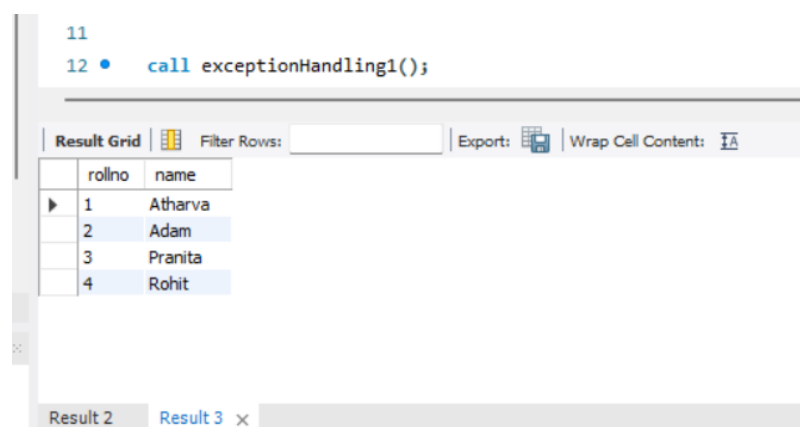 11
12 call exceptionHandling1();
Result Grid Filter Rows: Export: Wrap Cell Content: IA
rollno name
1 Atharva
2 Adam
3 Pranita
4 Rohit
Result 2 Result 3 ×